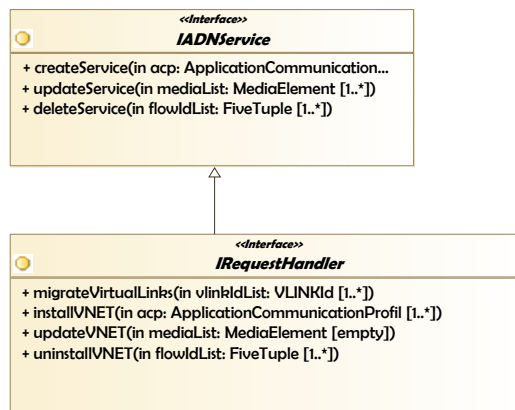 «Interface»
IADNService
+ createService(in acp: ApplicationCommunication...
+ updateService(in mediaList: MediaElement [1..*])
+ deleteService(in flowIdList: FiveTuple [1..*])
«Interface»
IRequestHandler
+ migrateVirtualLinks(in vlinkIdList: VLINKId [1..*])
+ installVNET(in acp: ApplicationCommunicationProfil [1..*])
+ updateVNET(in mediaList: MediaElement [empty])
+ uninstallVNET(in flowIdList: FiveTuple [1..*])